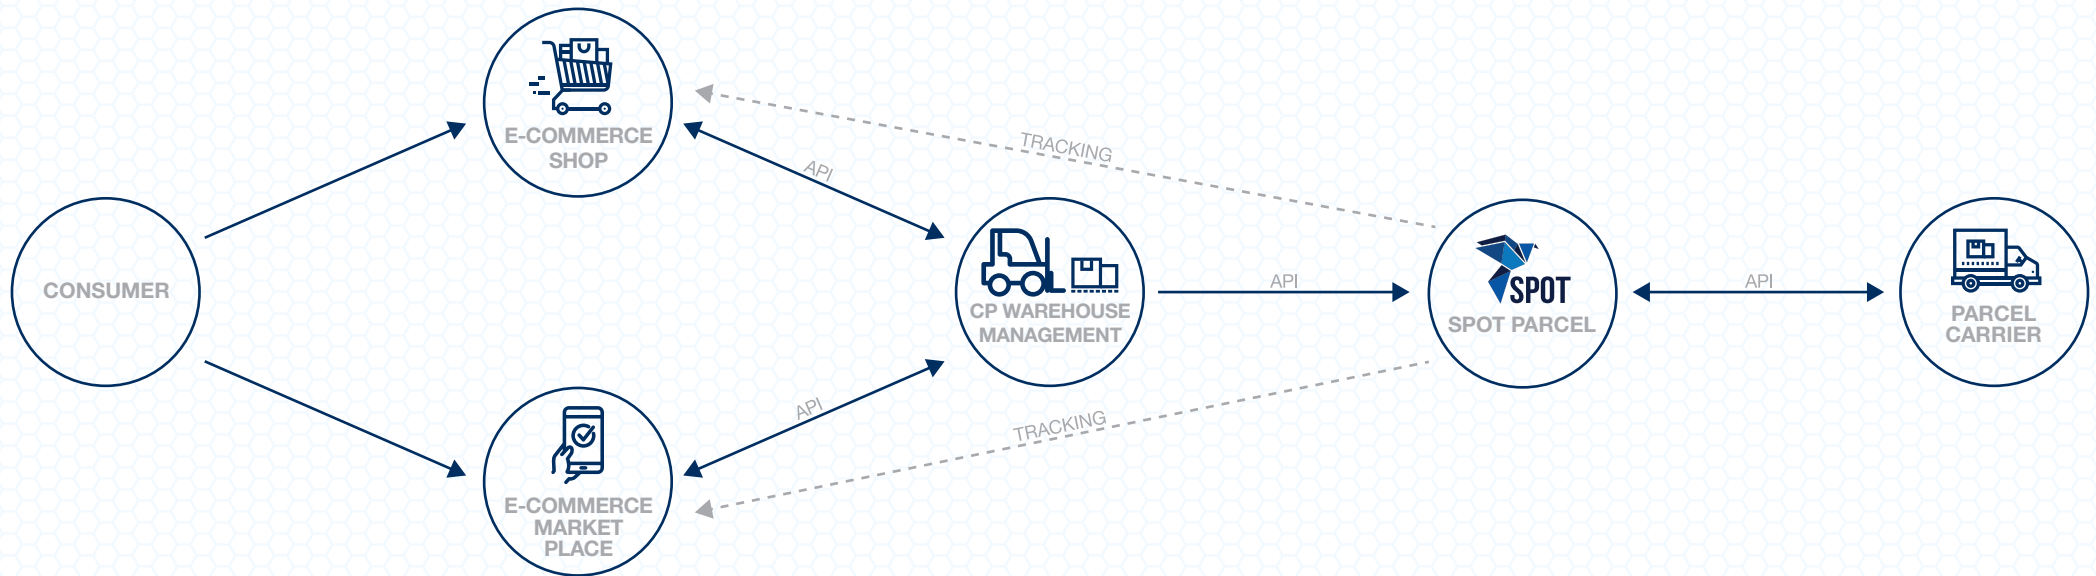 CONSUMER
E-COMMERCE
SHOP
E-COMMERCE
MARKET
PLACE
API
API
TRACKING
TRACKING
CP WAREHOUSE
MANAGEMENT
API
SPOT
SPOT PARCEL
API
PARCEL
CARRIER